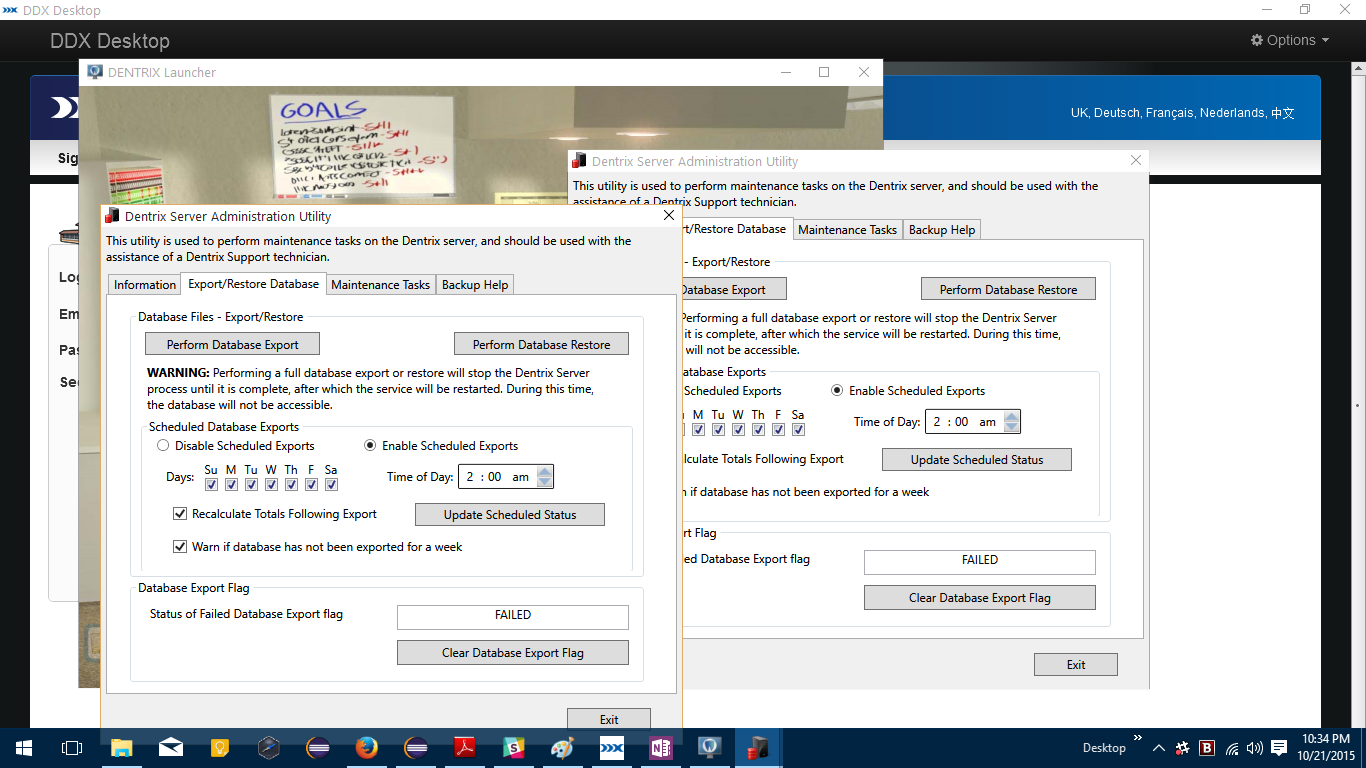 DDX Desktop
DDX Desktop
Options
DENTRIX Launcher
GOALS
UK, Deutsch, Français, Nederlands, 中文
Dentrix Server Administration Utility
This utility is used to perform maintenance tasks on the Dentrix server, and should be used with the
assistance of a Dentrix Support technician.
/Restore Database
Maintenance Tasks
Backup Help
- Export/Restore
Database Export
Perform Database Restore
Performing a full database export or restore will stop the Dentrix Server
it is complete, after which the service will be restarted. During this time,
will not be accessible.
Database Exports
Scheduled Exports
Enable Scheduled Exports
M Tu W Th F Sa
Time of Day: 2 : 00 am
Totals Following Export
Update Scheduled Status
if database has not been exported for a week
Flag
Database Export flag
FAILED
Clear Database Export Flag
Exit
Dentrix Server Administration Utility
This utility is used to perform maintenance tasks on the Dentrix server, and should be used with the
assistance of a Dentrix Support technician.
Information
Export/Restore Database
Maintenance Tasks
Backup Help
Database Files - Export/Restore
Perform Database Export
Perform Database Restore
WARNING: Performing a full database export or restore will stop the Dentrix Server
process until it is complete, after which the service will be restarted. During this time,
the database will not be accessible.
Scheduled Database Exports
Disable Scheduled Exports
Enable Scheduled Exports
Days: Su M Tu W Th F Sa
Time of Day: 2 : 00 am
Recalculate Totals Following Export
Update Scheduled Status
Warn if database has not been exported for a week
Database Export Flag
Status of Failed Database Export flag
FAILED
Clear Database Export Flag
Exit
Desktop
10:34 PM
10/21/2015